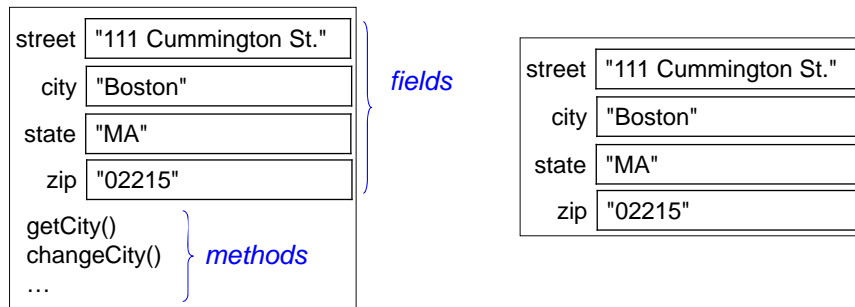 street "111 Cummington St."
city "Boston"
state "MA"
zip "02215"
fields
getCity()
changeCity()
…
methods
street "111 Cummington St."
city "Boston"
state "MA"
zip "02215"